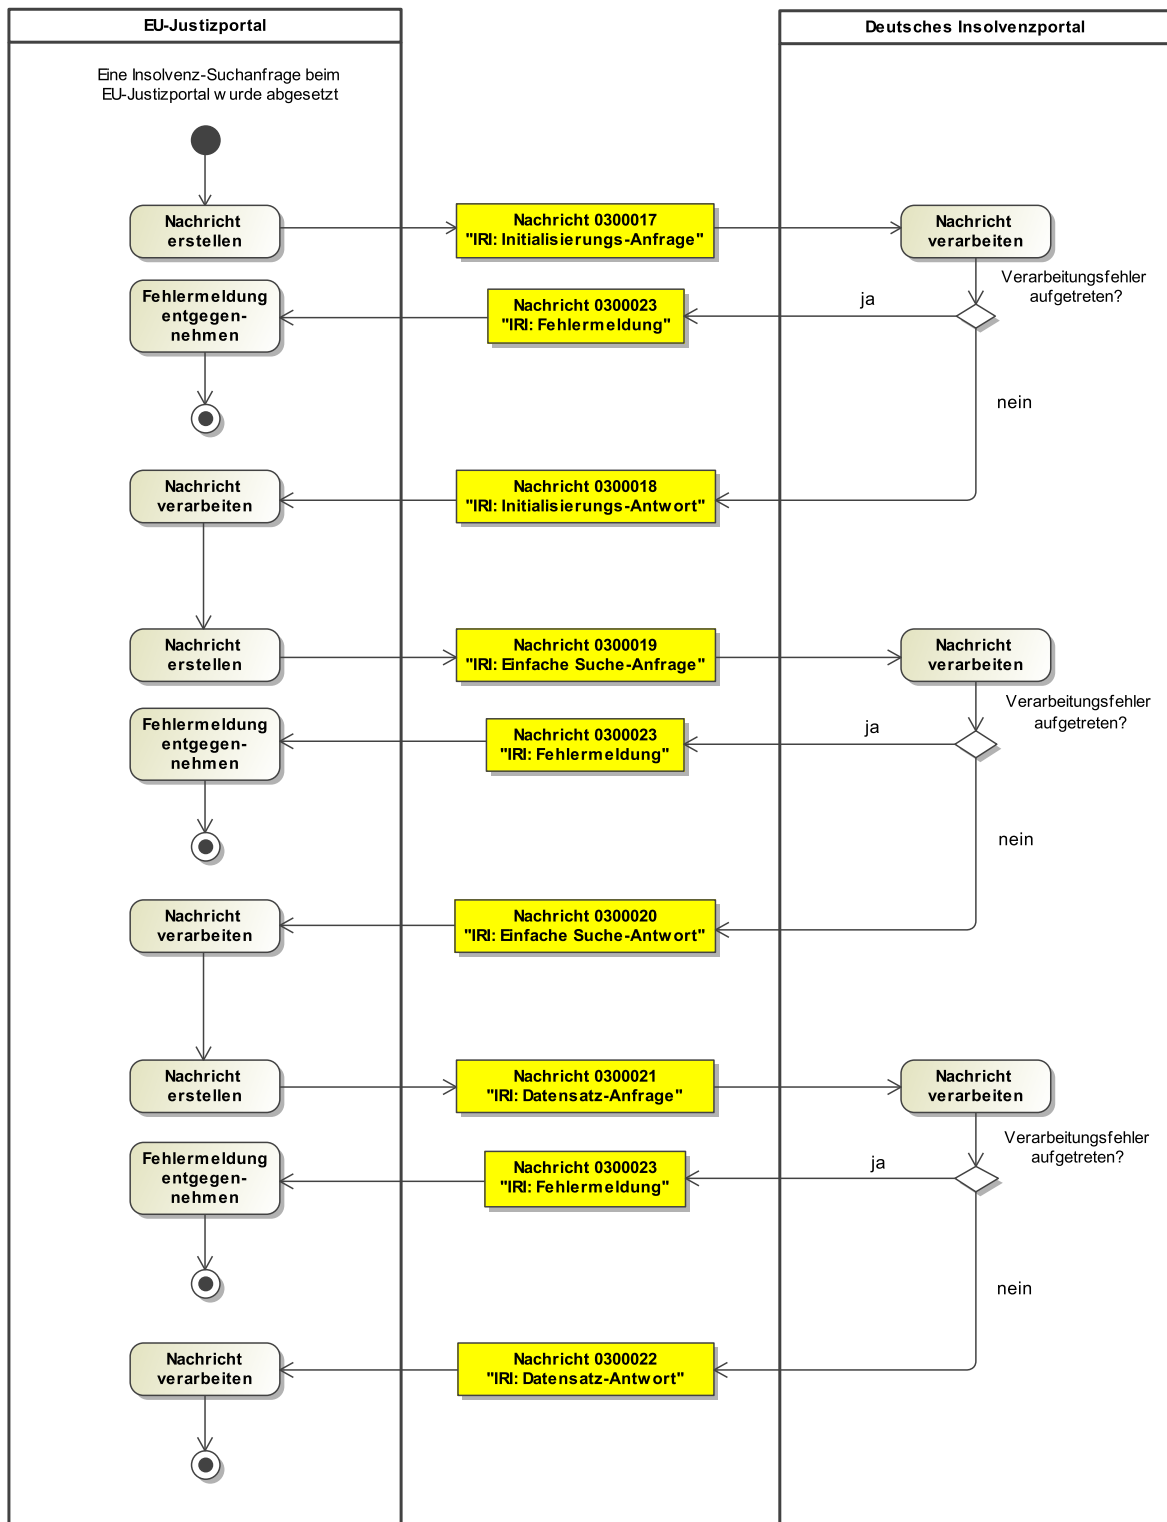 EU-Justizportal
Deutsches Insolvenzportal
Eine Insolvenz-Suchanfrage beim
EU-Justizportal wurde abgesetzt
Nachricht
erstellen
Nachricht 0300017
"IRI: Initialisierungs-Anfrage"
Nachricht
verarbeiten
Verarbeitungsfehler
aufgetreten?
ja
Nachricht 0300023
"IRI: Fehlermeldung"
Fehlermeldung
entgegen-
nehmen
nein
Nachricht 0300018
"IRI: Initialisierungs-Antwort"
Nachricht
verarbeiten
Nachricht
erstellen
Nachricht 0300019
"IRI: Einfache Suche-Anfrage"
Nachricht
verarbeiten
Verarbeitungsfehler
aufgetreten?
ja
Nachricht 0300023
"IRI: Fehlermeldung"
Fehlermeldung
entgegen-
nehmen
nein
Nachricht 0300020
"IRI: Einfache Suche-Antwort"
Nachricht
verarbeiten
Nachricht
erstellen
Nachricht 0300021
"IRI: Datensatz-Anfrage"
Nachricht
verarbeiten
Verarbeitungsfehler
aufgetreten?
ja
Nachricht 0300023
"IRI: Fehlermeldung"
Fehlermeldung
entgegen-
nehmen
nein
Nachricht 0300022
"IRI: Datensatz-Antwort"
Nachricht
verarbeiten